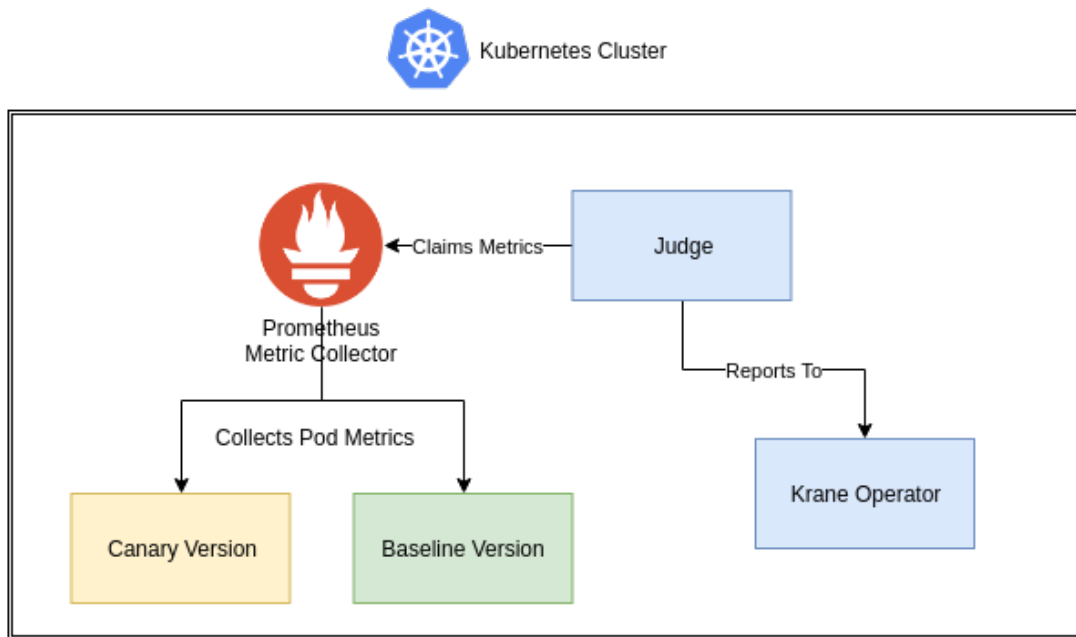 Kubernetes Cluster
Claims Metrics
Judge
Prometheus
Metric Collector
Reports To
Collects Pod Metrics
Krane Operator
Canary Version
Baseline Version